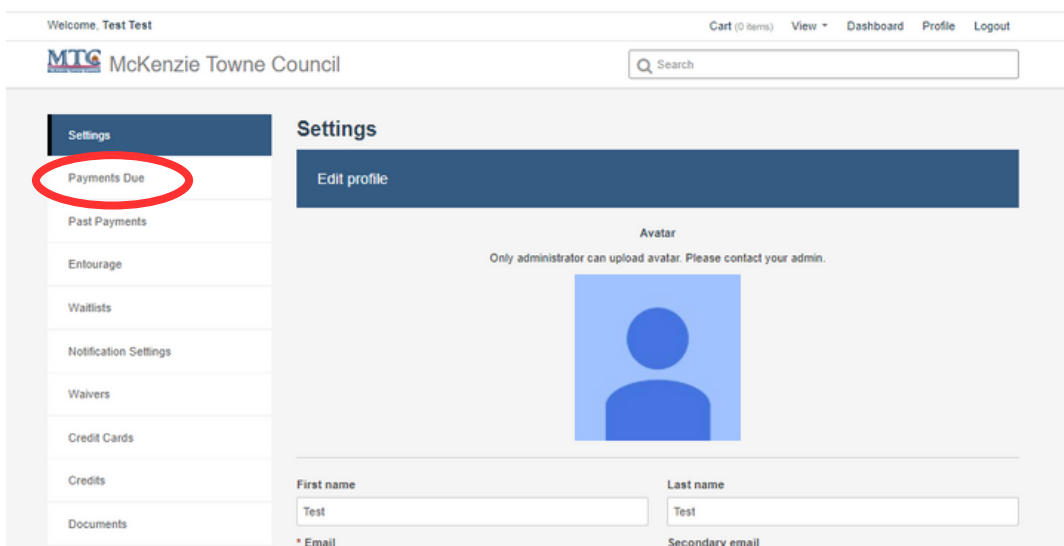 Welcome, Test Test
Cart (0 items) View Dashboard Profile Logout
MTC McKenzie Towne Council
Search
Settings
Payments Due
Past Payments
Entourage
Waitlists
Notification Settings
Waivers
Credit Cards
Credits
Documents
Settings
Edit profile
Avatar
Only administrator can upload avatar. Please contact your admin.
First name Last name
Test Test
* Email Secondary email